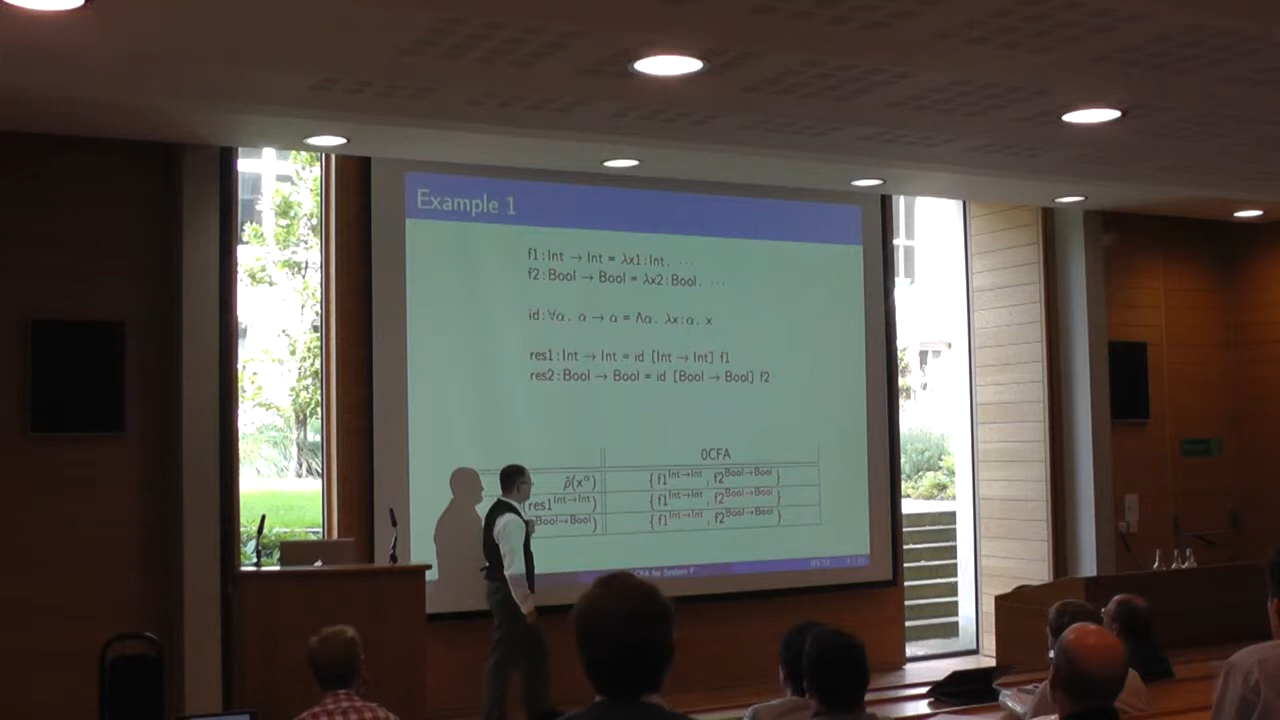 Example 1
f1:Int → Int = λx1:Int. ···
f2:Bool → Bool = λx2:Bool. ···
id:∀α. α → α = Λα. λx:α. x
res1:Int → Int = id [Int → Int] f1
res2:Bool → Bool = id [Bool → Bool] f2
0CFA
ρ̂(x^α) {f1^Int→Int, f2^Bool→Bool}
(res1^Int→Int) {f1^Int→Int, f2^Bool→Bool}
Bool→Bool) {f1^Int→Int, f2^Bool→Bool}
CFA for System F